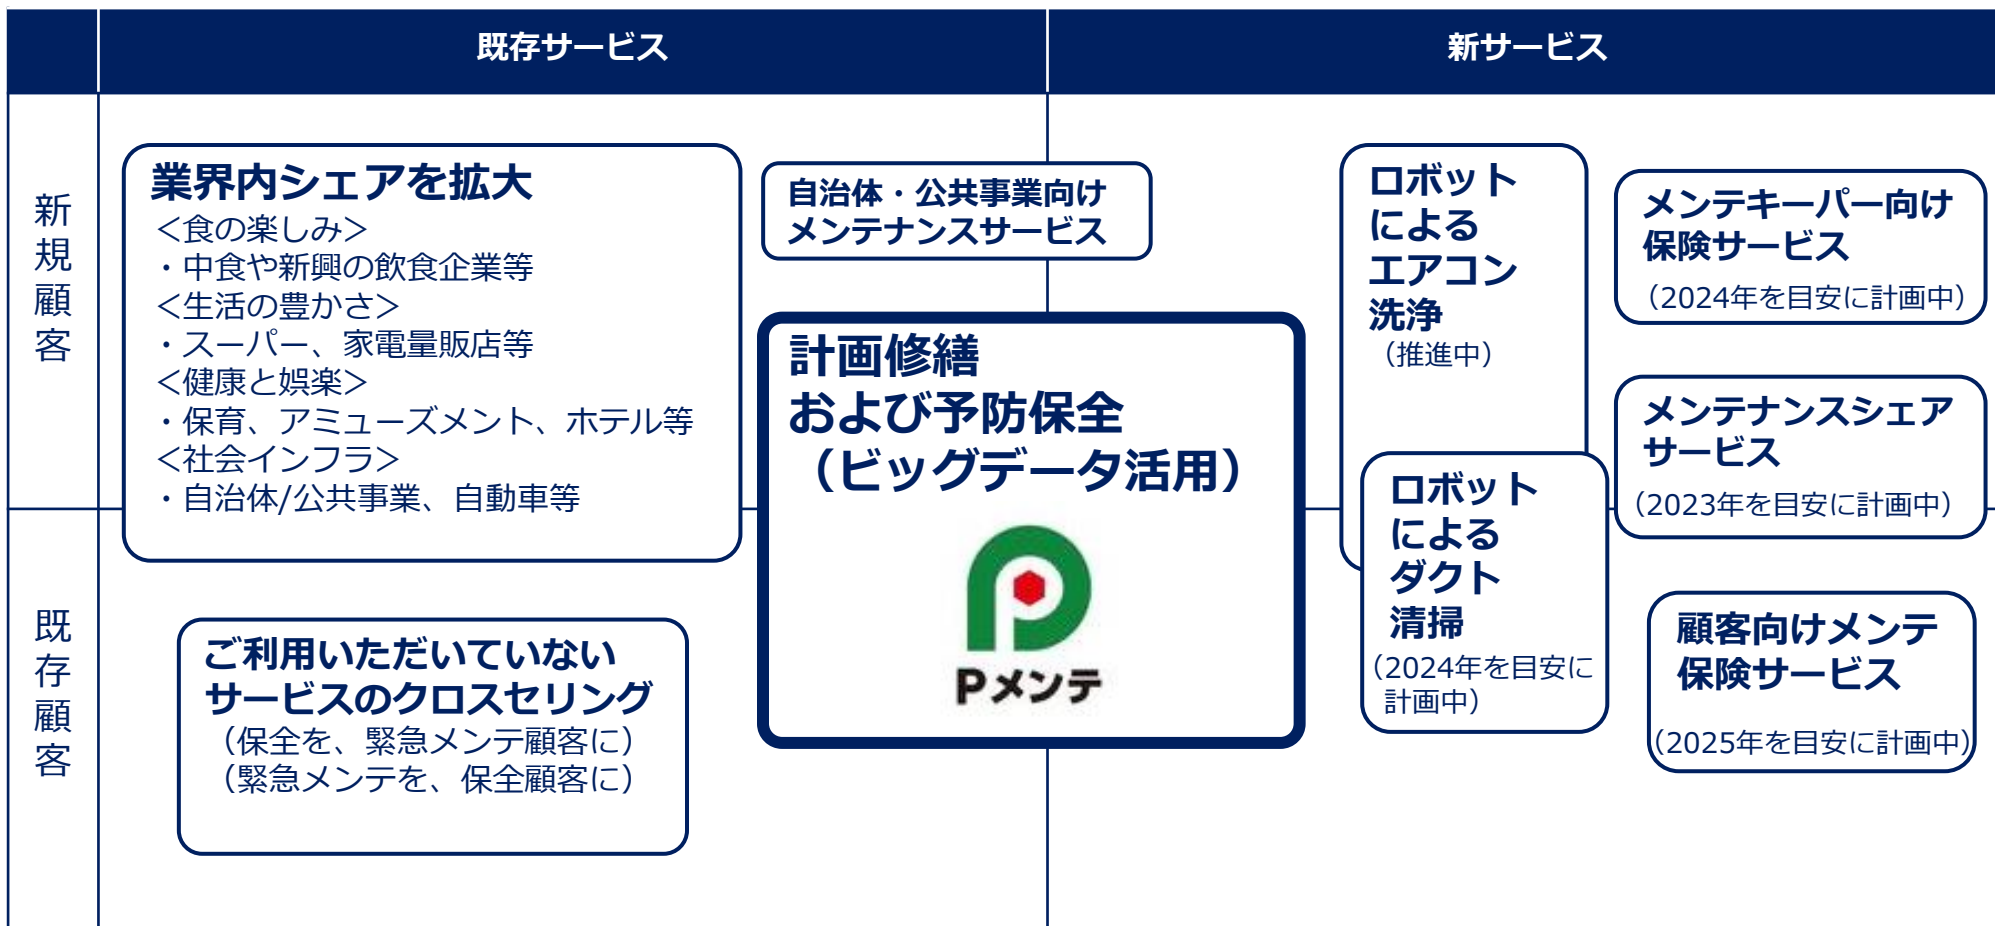 既存サービス
新サービス
新規顧客
業界内シェアを拡大
＜食の楽しみ＞
・中食や新興の飲食企業等
＜生活の豊かさ＞
・スーパー、家電量販店等
＜健康と娯楽＞
・保育、アミューズメント、ホテル等
＜社会インフラ＞
・自治体/公共事業、自動車等
自治体・公共事業向け
メンテナンスサービス
計画修繕
および予防保全
（ビッグデータ活用）
Pメンテ
ロボット
による
エアコン
洗浄
（推進中）
メンテキーパー向け
保険サービス
（2024年を目安に計画中）
メンテナンスシェア
サービス
（2023年を目安に計画中）
ロボット
による
ダクト
清掃
（2024年を目安に
計画中）
既存顧客
ご利用いただいていない
サービスのクロスセリング
（保全を、緊急メンテ顧客に）
（緊急メンテを、保全顧客に）
顧客向けメンテ
保険サービス
（2025年を目安に計画中）